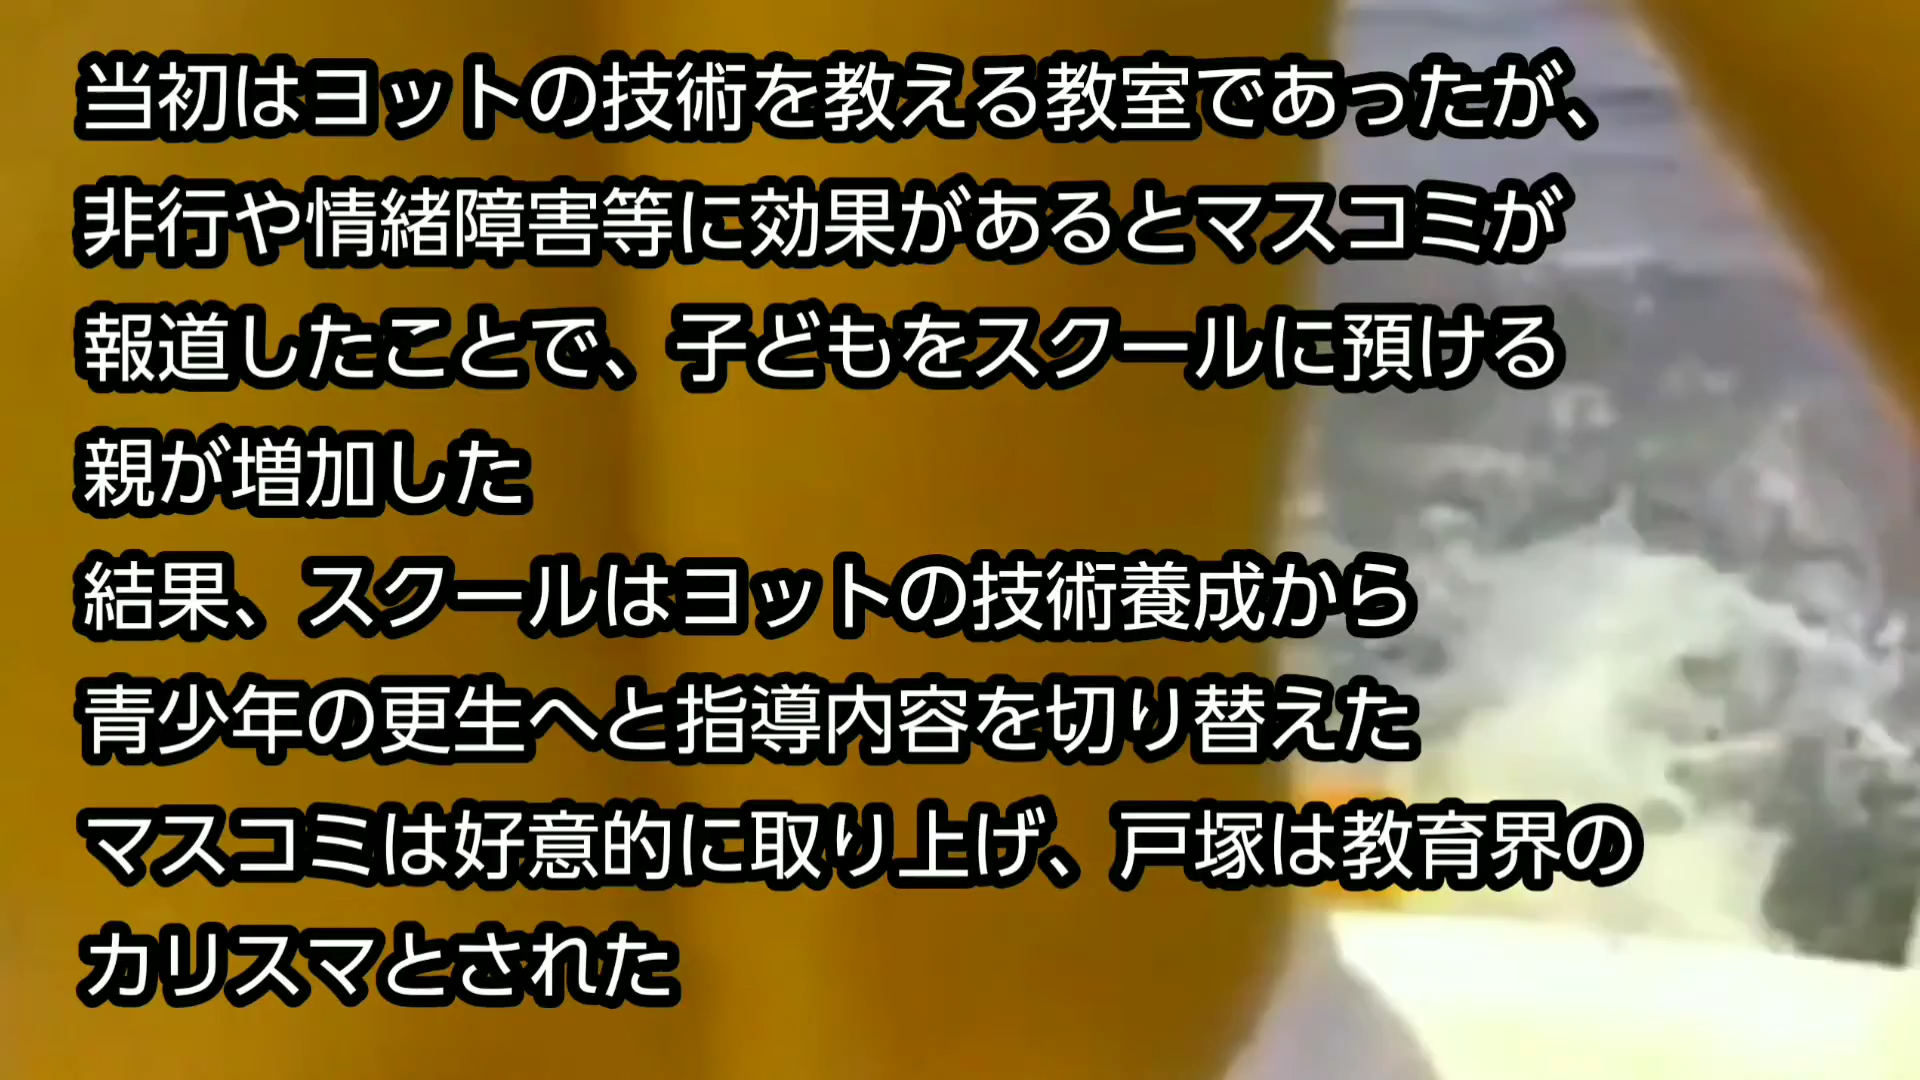 当初はヨットの技術を教える教室であったが、
非行や情緒障害等に効果があるとマスコミが
報道したことで、子どもをスクールに預ける
親が増加した
結果、スクールはヨットの技術養成から
青少年の更生へと指導内容を切り替えた
マスコミは好意的に取り上げ、戸塚は教育界の
カリスマとされた